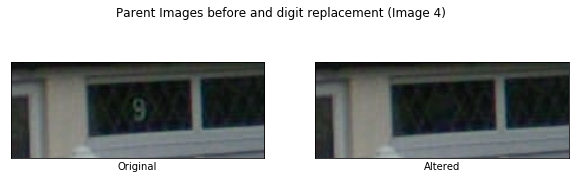 Parent Images before and digit replacement (Image 4)
9
Original
Altered